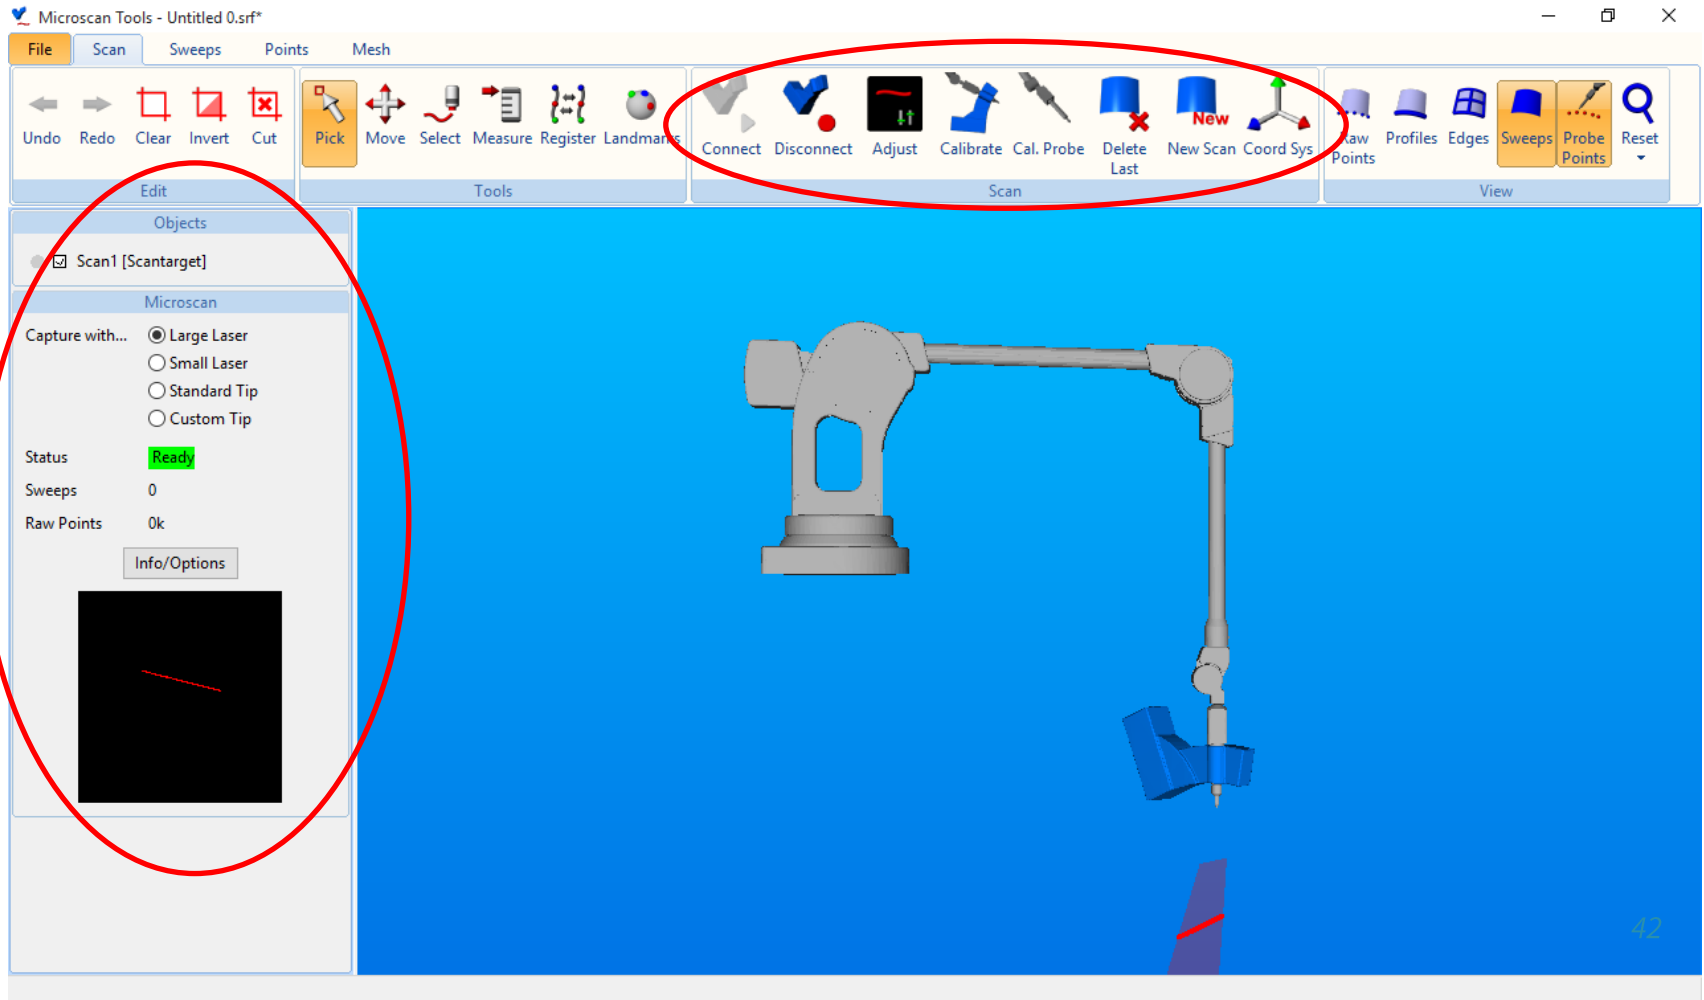 Microscan Tools - Untitled 0.srf*
File Scan Sweeps Points Mesh
Undo Redo Clear Invert Cut
Edit
Pick Move Select Measure Register Landmarks
Tools
Connect Disconnect Adjust Calibrate Cal. Probe Delete Last New New Scan Coord Sys
Scan
Raw Points Profiles Edges Sweeps Probe Points Reset
View
Objects
Scan1 [Scantarget]
Microscan
Capture with... Large Laser
Small Laser
Standard Tip
Custom Tip
Status Ready
Sweeps 0
Raw Points 0k
Info/Options
42